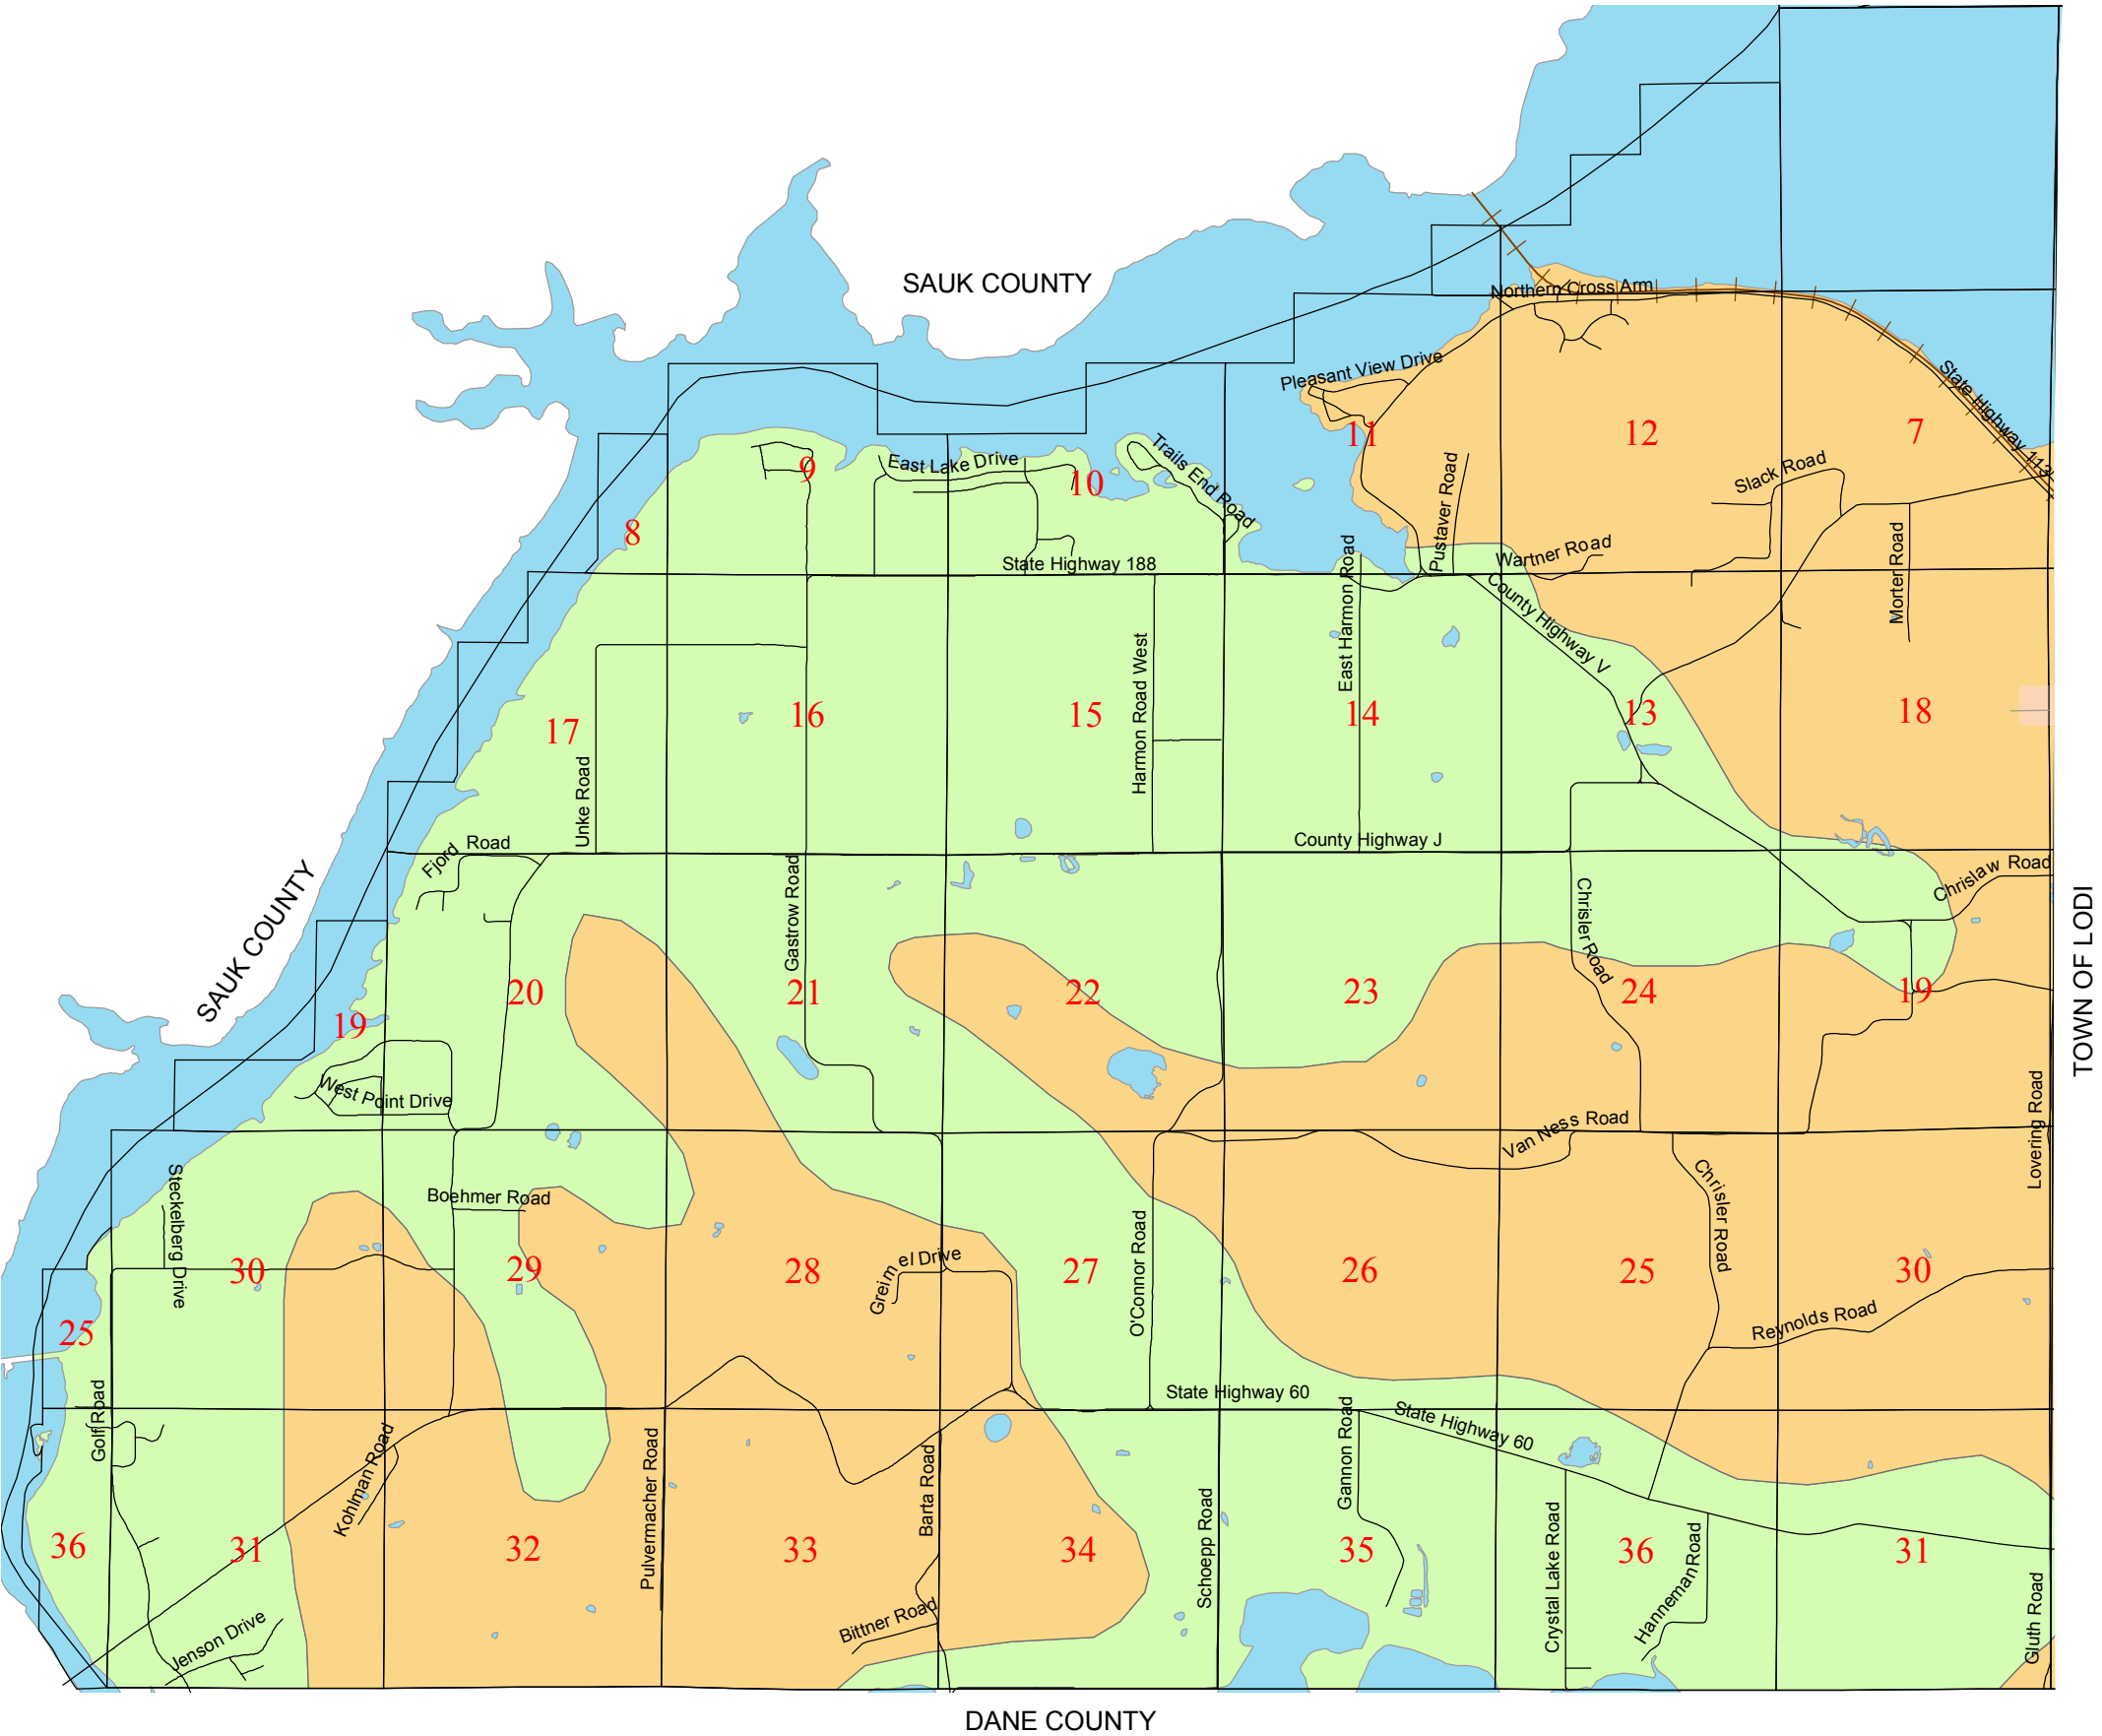 SAUK COUNTY
Northern Cross Arm
Pleasant View Drive
State Highway 113
11
12
7
Trails End Road
East Lake Drive
9
10
Slack Road
Pustaver Road
8
Wartner Road
State Highway 188
East Harmon Road
County Highway V
Morter Road
Harmon Road West
17
16
15
14
13
18
Unke Road
County Highway J
Fjord Road
Gastrow Road
Chrisler Road
Chrislaw Road
SAUK COUNTY
TOWN OF LODI
19
20
21
22
23
24
19
West Point Drive
Van Ness Road
Lovering Road
Steckelberg Drive
Boehmer Road
Chrisler Road
Greimel Drive
O'Connor Road
30
29
28
27
26
25
30
25
Reynolds Road
Golf Road
State Highway 60
Gannon Road
State Highway 60
Kohlman Road
Pulvermacher Road
Barta Road
Schoepp Road
Crystal Lake Road
Hanneman Road
36
31
32
33
34
35
36
31
Jenson Drive
Bittner Road
Gluth Road
DANE COUNTY